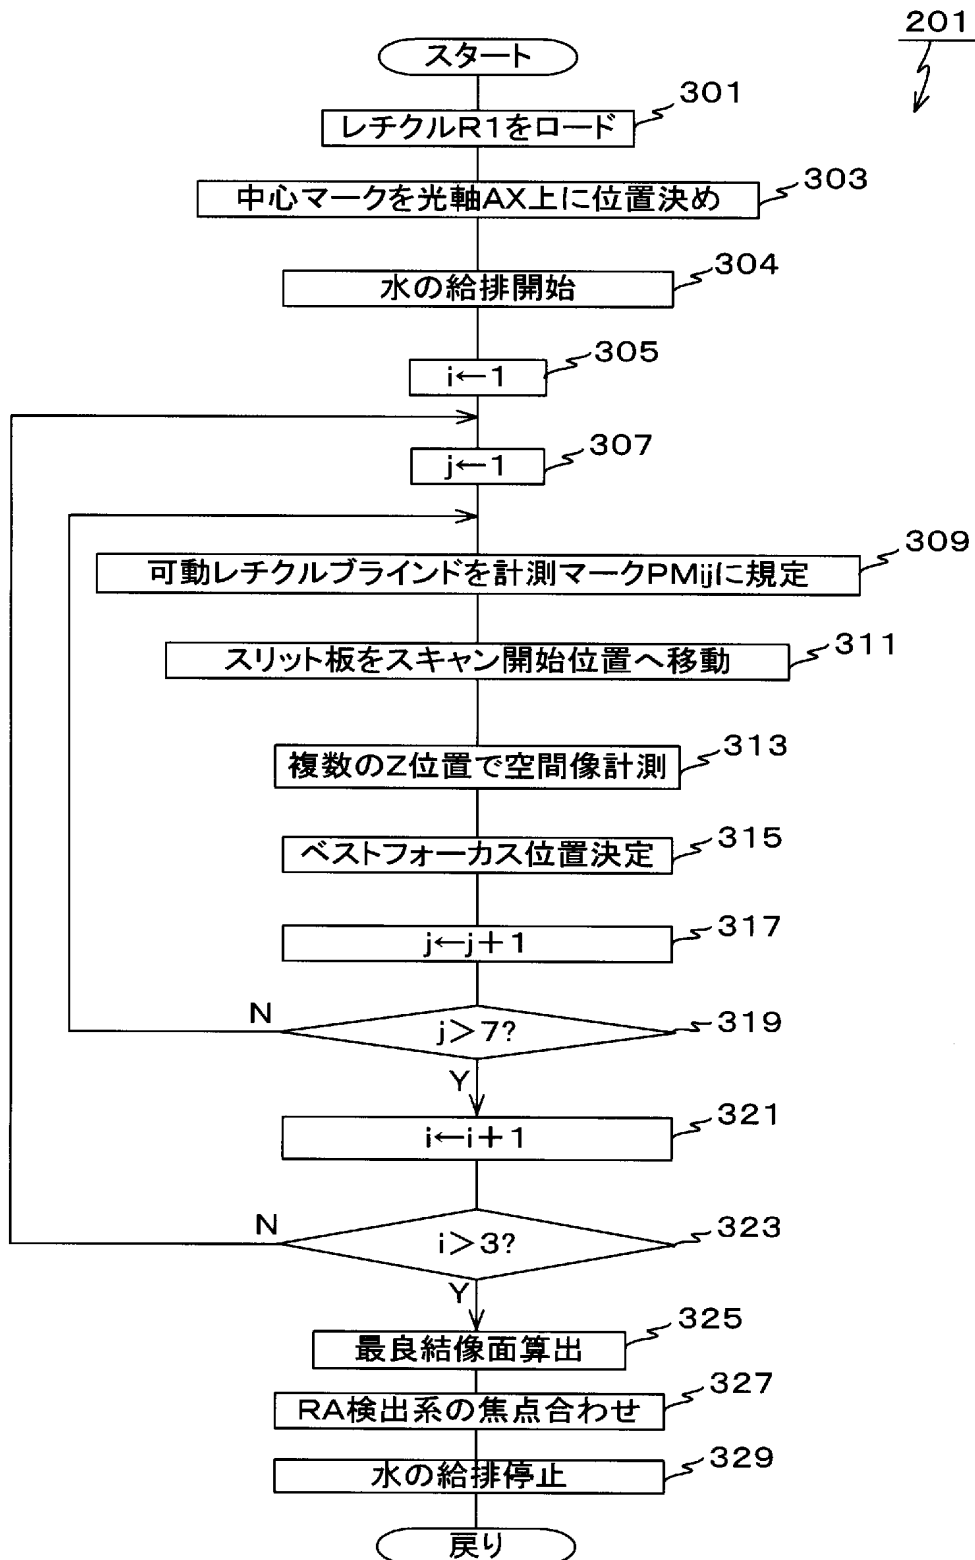 201
スタート
301
レチクルR1をロード
303
中心マークを光軸AX上に位置決め
304
水の給排開始
305
i←1
307
j←1
309
可動レチクルブラインドを計測マークPMijに規定
311
スリット板をスキャン開始位置へ移動
313
複数のZ位置で空間像計測
315
ベストフォーカス位置決定
317
j←j+1
N
j>7?
319
Y
321
i←i+1
N
i>3?
323
Y
325
最良結像面算出
327
RA検出系の焦点合わせ
329
水の給排停止
戻り